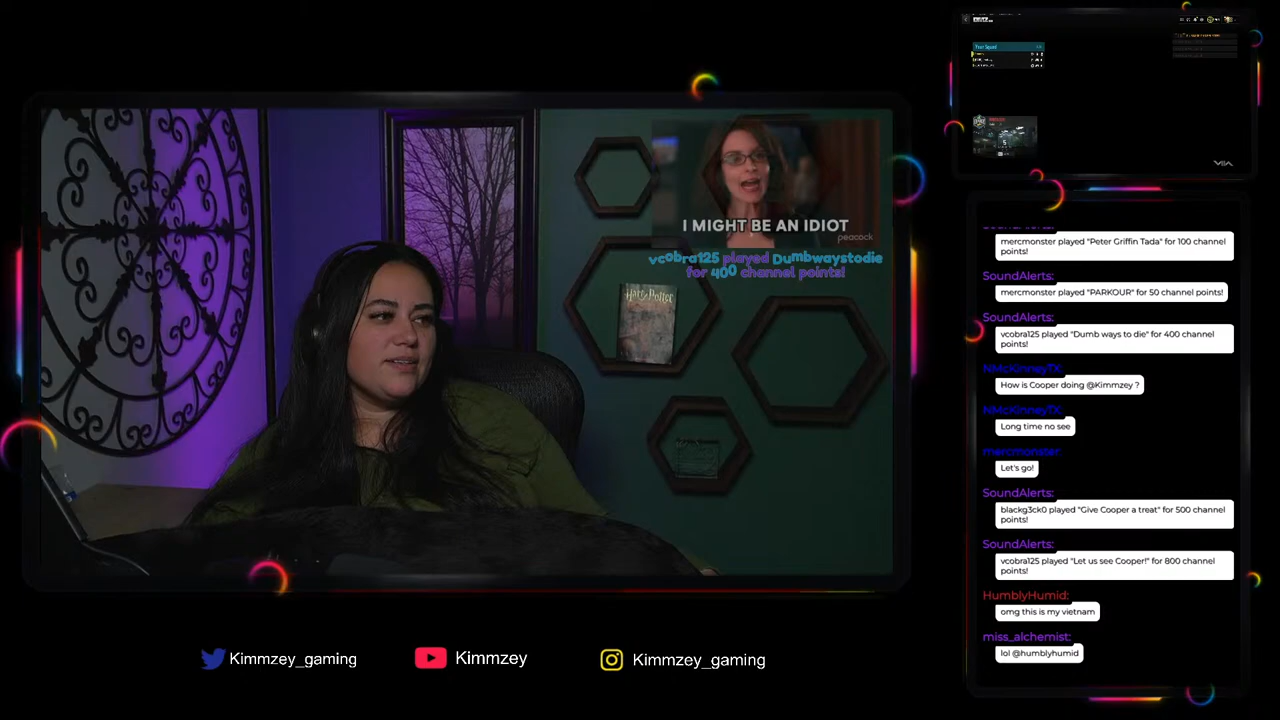 I MIGHT BE AN IDIOT
peacock
vcobra125 played Dumbwaystodie
for 400 channel points!
Harry Potter
Your Squad
mercmonster played "Peter Griffin Tada" for 100 channel
points!
SoundAlerts:
mercmonster played "PARKOUR" for 50 channel points!
SoundAlerts:
vcobra125 played "Dumb ways to die" for 400 channel
points!
NMcKinneyTX:
How is Cooper doing @Kimmzey ?
NMcKinneyTX:
Long time no see
mercmonster:
Let's go!
SoundAlerts:
blackg3ck0 played "Give Cooper a treat" for 500 channel
points!
SoundAlerts:
vcobra125 played "Let us see Cooper!" for 800 channel
points!
HumblyHumid:
omg this is my vietnam
miss_alchemist:
lol @humblyhumid
Kimmzey_gaming
Kimmzey
Kimmzey_gaming